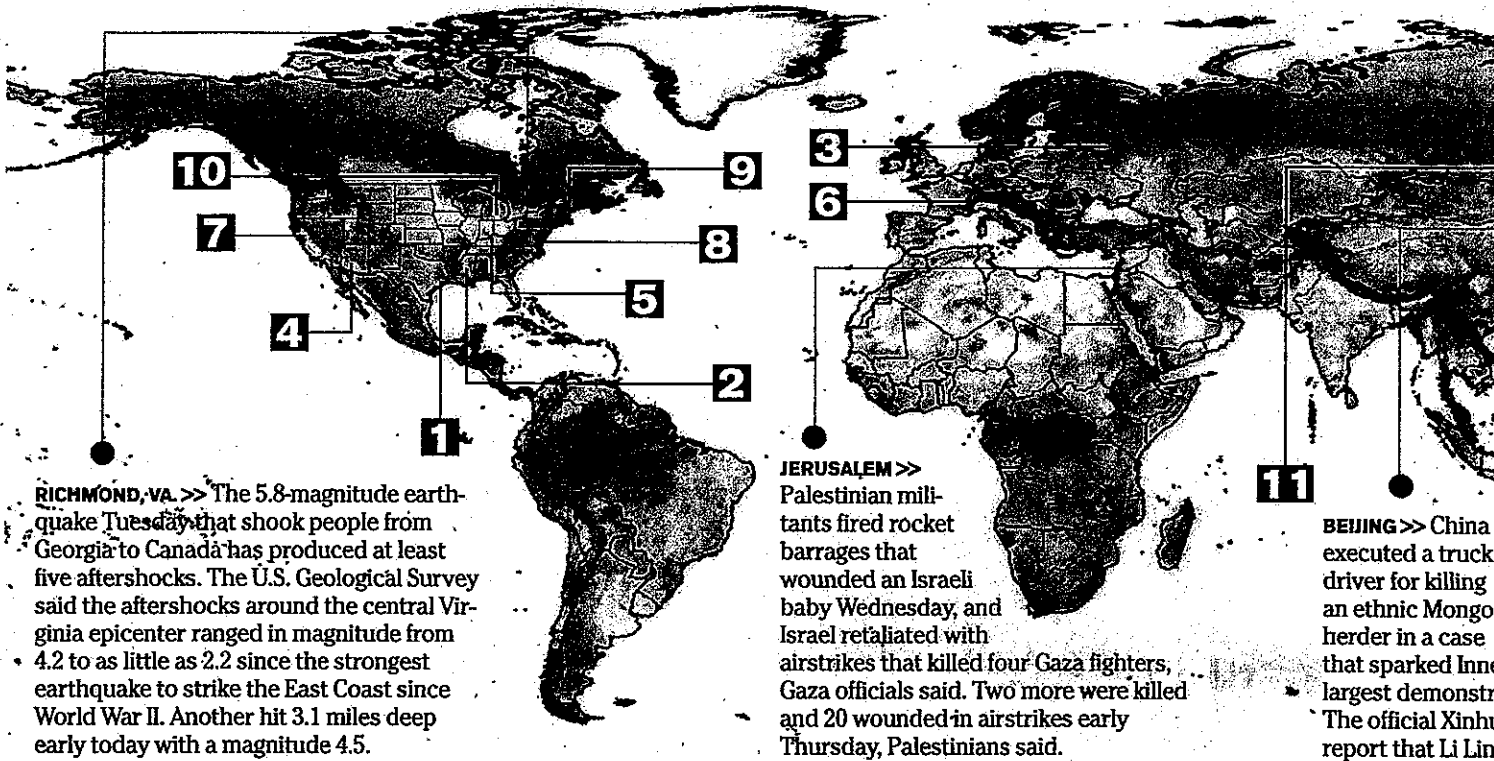 10
9
3
6
7
8
5
4
2
1
11
RICHMOND, VA. >> The 5.8-magnitude earth-
quake Tuesday that shook people from
Georgia to Canada has produced at least
five aftershocks. The U.S. Geological Survey
said the aftershocks around the central Vir-
ginia epicenter ranged in magnitude from
4.2 to as little as 2.2 since the strongest
earthquake to strike the East Coast since
World War II. Another hit 3.1 miles deep
early today with a magnitude 4.5.
JERUSALEM >>
Palestinian mili-
tants fired rocket
barrages that
wounded an Israeli
baby Wednesday, and
Israel retaliated with
airstrikes that killed four Gaza fighters,
Gaza officials said. Two more were killed
and 20 wounded in airstrikes early
Thursday, Palestinians said.
BEIJING >> China
executed a truck
driver for killing
an ethnic Mongo
herder in a case
that sparked Inne
largest demonstr
The official Xinhu
report that Li Lin